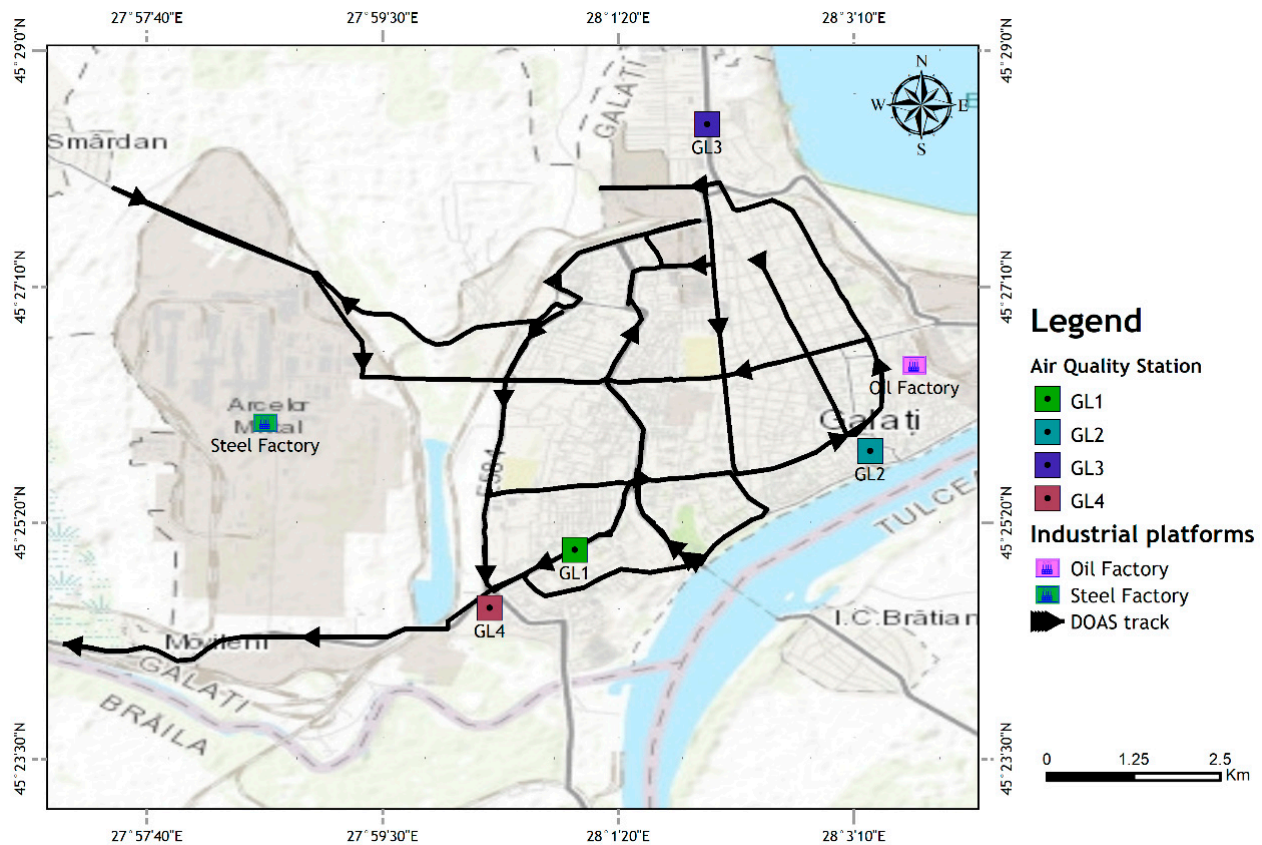 27°57'40"E
27°59'30"E
28°1'20"E
28°3'10"E
45°29'0"N
45°29'0"N
GALATI
N
W
E
S
Smârdan
GL3
45°27'10"N
45°27'10"N
Legend
Air Quality Station
GL1
GL2
GL3
GL4
Industrial platforms
Oil Factory
Steel Factory
DOAS track
Oil Factory
Arcelor
Mittal
Steel Factory
Galați
GL2
E584
TULCEA
45°25'20"N
45°25'20"N
GL1
GL4
I.C.Brătian
Movileni
GALAȚI
BRĂILA
45°23'30"N
45°23'30"N
0 1.25 2.5
Km
27°57'40"E
27°59'30"E
28°1'20"E
28°3'10"E